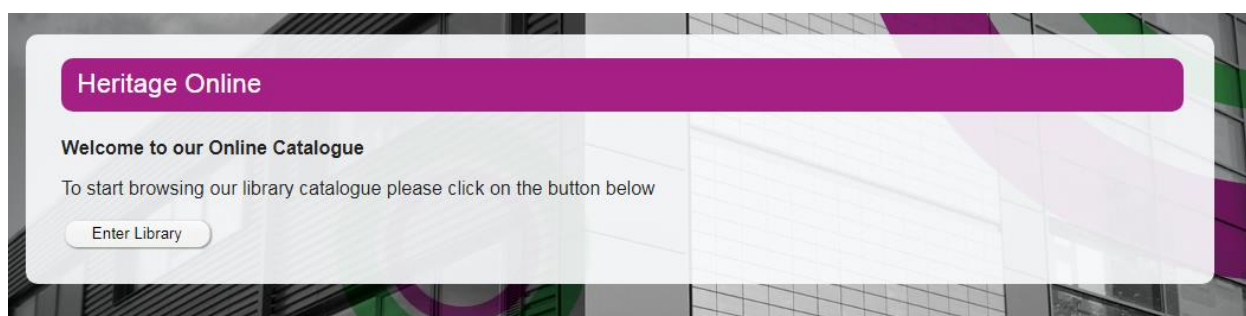 Heritage Online
Welcome to our Online Catalogue
To start browsing our library catalogue please click on the button below
Enter Library